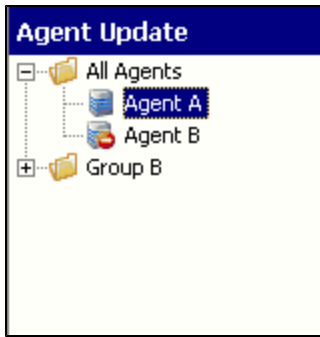 Agent Update
All Agents
Agent A
Agent B
Group B